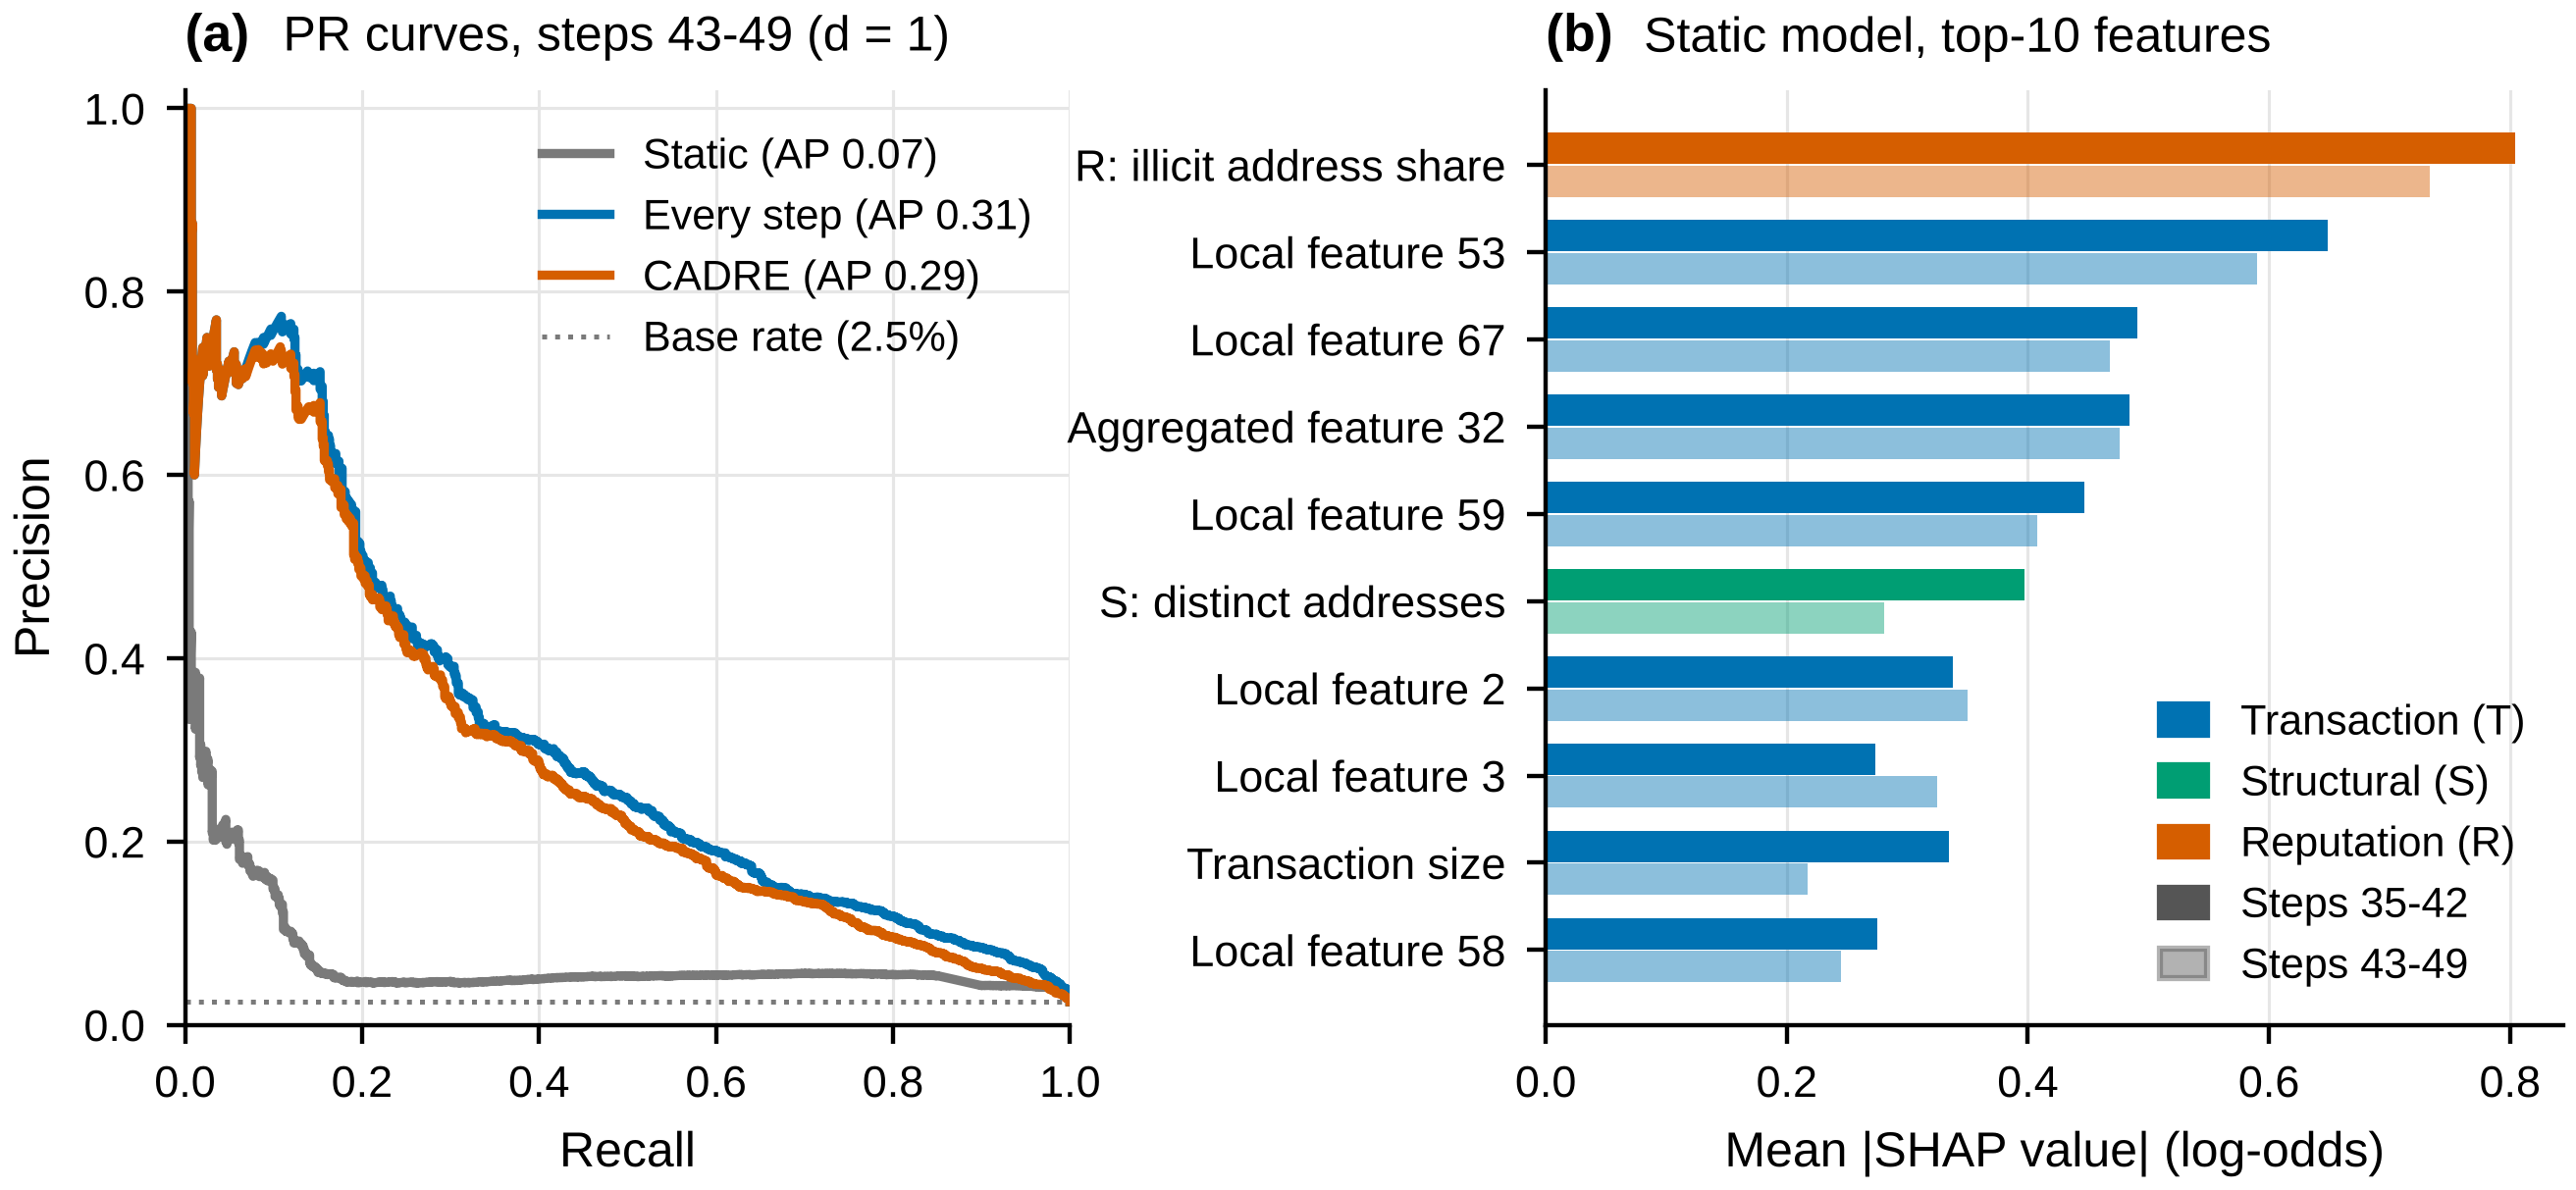 (a) PR curves, steps 43-49 (d = 1)
Precision
1.0
0.8
0.6
0.4
0.2
0.0
Static (AP 0.07)
Every step (AP 0.31)
CADRE (AP 0.29)
Base rate (2.5%)
0.0 0.2 0.4 0.6 0.8 1.0
Recall
(b) Static model, top-10 features
R: illicit address share
Local feature 53
Local feature 67
Aggregated feature 32
Local feature 59
S: distinct addresses
Local feature 2
Local feature 3
Transaction size
Local feature 58
Transaction (T)
Structural (S)
Reputation (R)
Steps 35-42
Steps 43-49
0.0 0.2 0.4 0.6 0.8
Mean |SHAP value| (log-odds)